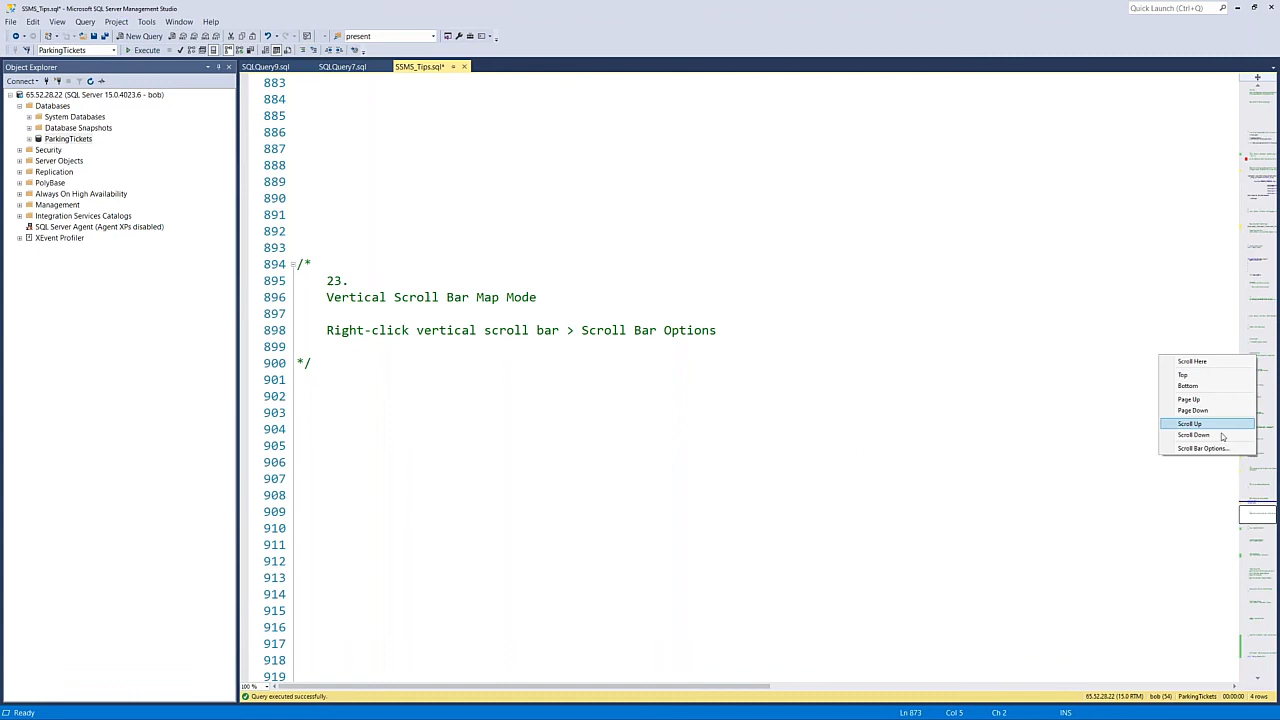 SSMS_Tips.sql* - Microsoft SQL Server Management Studio
Quick Launch (Ctrl+Q)
File Edit View Query Project Tools Window Help
New Query
present
ParkingTickets
Execute
Object Explorer
SQLQuery9.sql
SQLQuery7.sql
SSMS_Tips.sql*
Connect
65.52.28.22 (SQL Server 15.0.4023.6 - bob)
Databases
System Databases
Database Snapshots
ParkingTickets
Security
Server Objects
Replication
PolyBase
Always On High Availability
Management
Integration Services Catalogs
SQL Server Agent (Agent XPs disabled)
XEvent Profiler
883
884
885
886
887
888
889
890
891
892
893
894 /*
895 23.
896 Vertical Scroll Bar Map Mode
897
898 Right-click vertical scroll bar > Scroll Bar Options
899
900 */
901
902
903
904
905
906
907
908
909
910
911
912
913
914
915
916
917
918
919
Scroll Here
Top
Bottom
Page Up
Page Down
Scroll Up
Scroll Down
Scroll Bar Options...
100 %
Query executed successfully.
65.52.28.22 (15.0 RTM)
bob (54)
ParkingTickets
00:00:00
4 rows
Ready
Ln 873
Col 5
Ch 2
INS